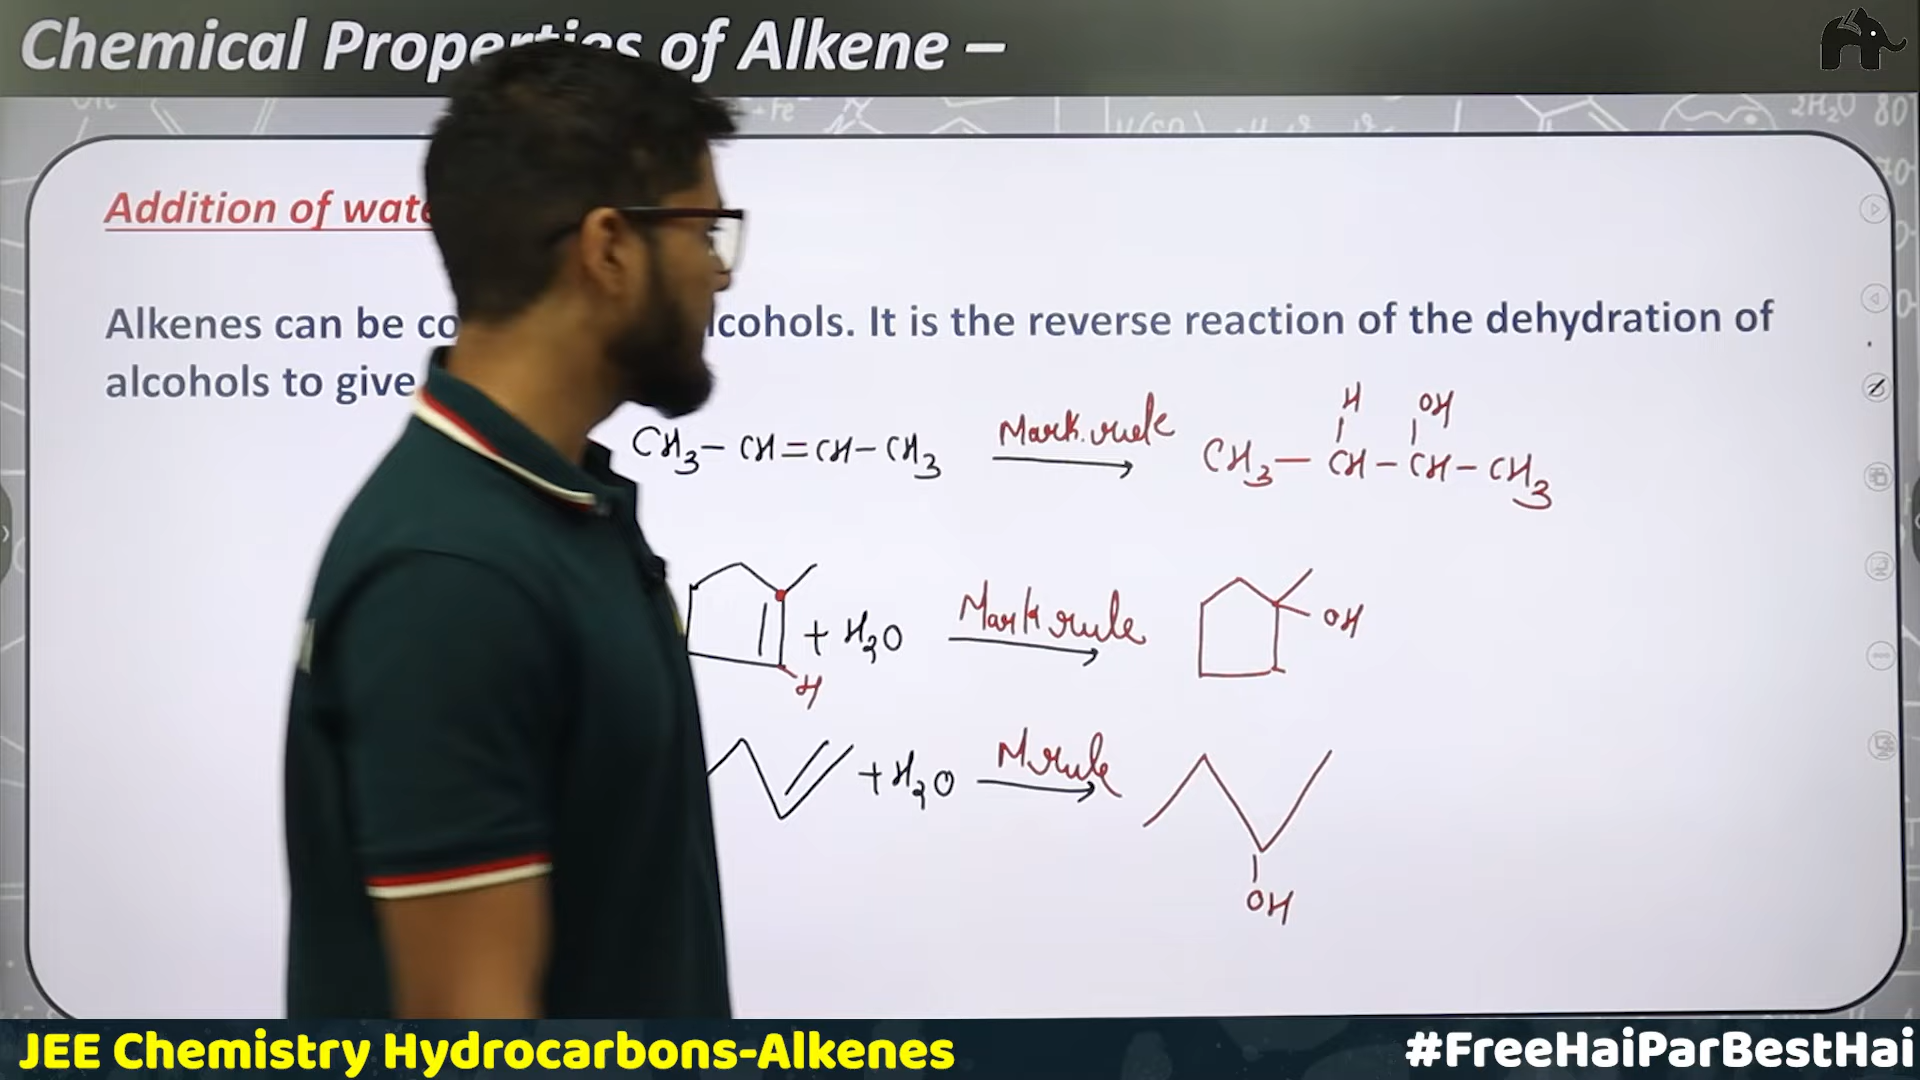 Chemical Properties of Alkene –
2H₂O 80
Addition of wate
Alkenes can be co lcohols. It is the reverse reaction of the dehydration of
alcohols to give
H OH
CH₃– CH=CH–CH₃ Mark. rule CH₃– CH – CH – CH₃
+ H₂O Mark rule OH
H
+H₂O M.rule
OH
JEE Chemistry Hydrocarbons-Alkenes #FreeHaiParBestHai